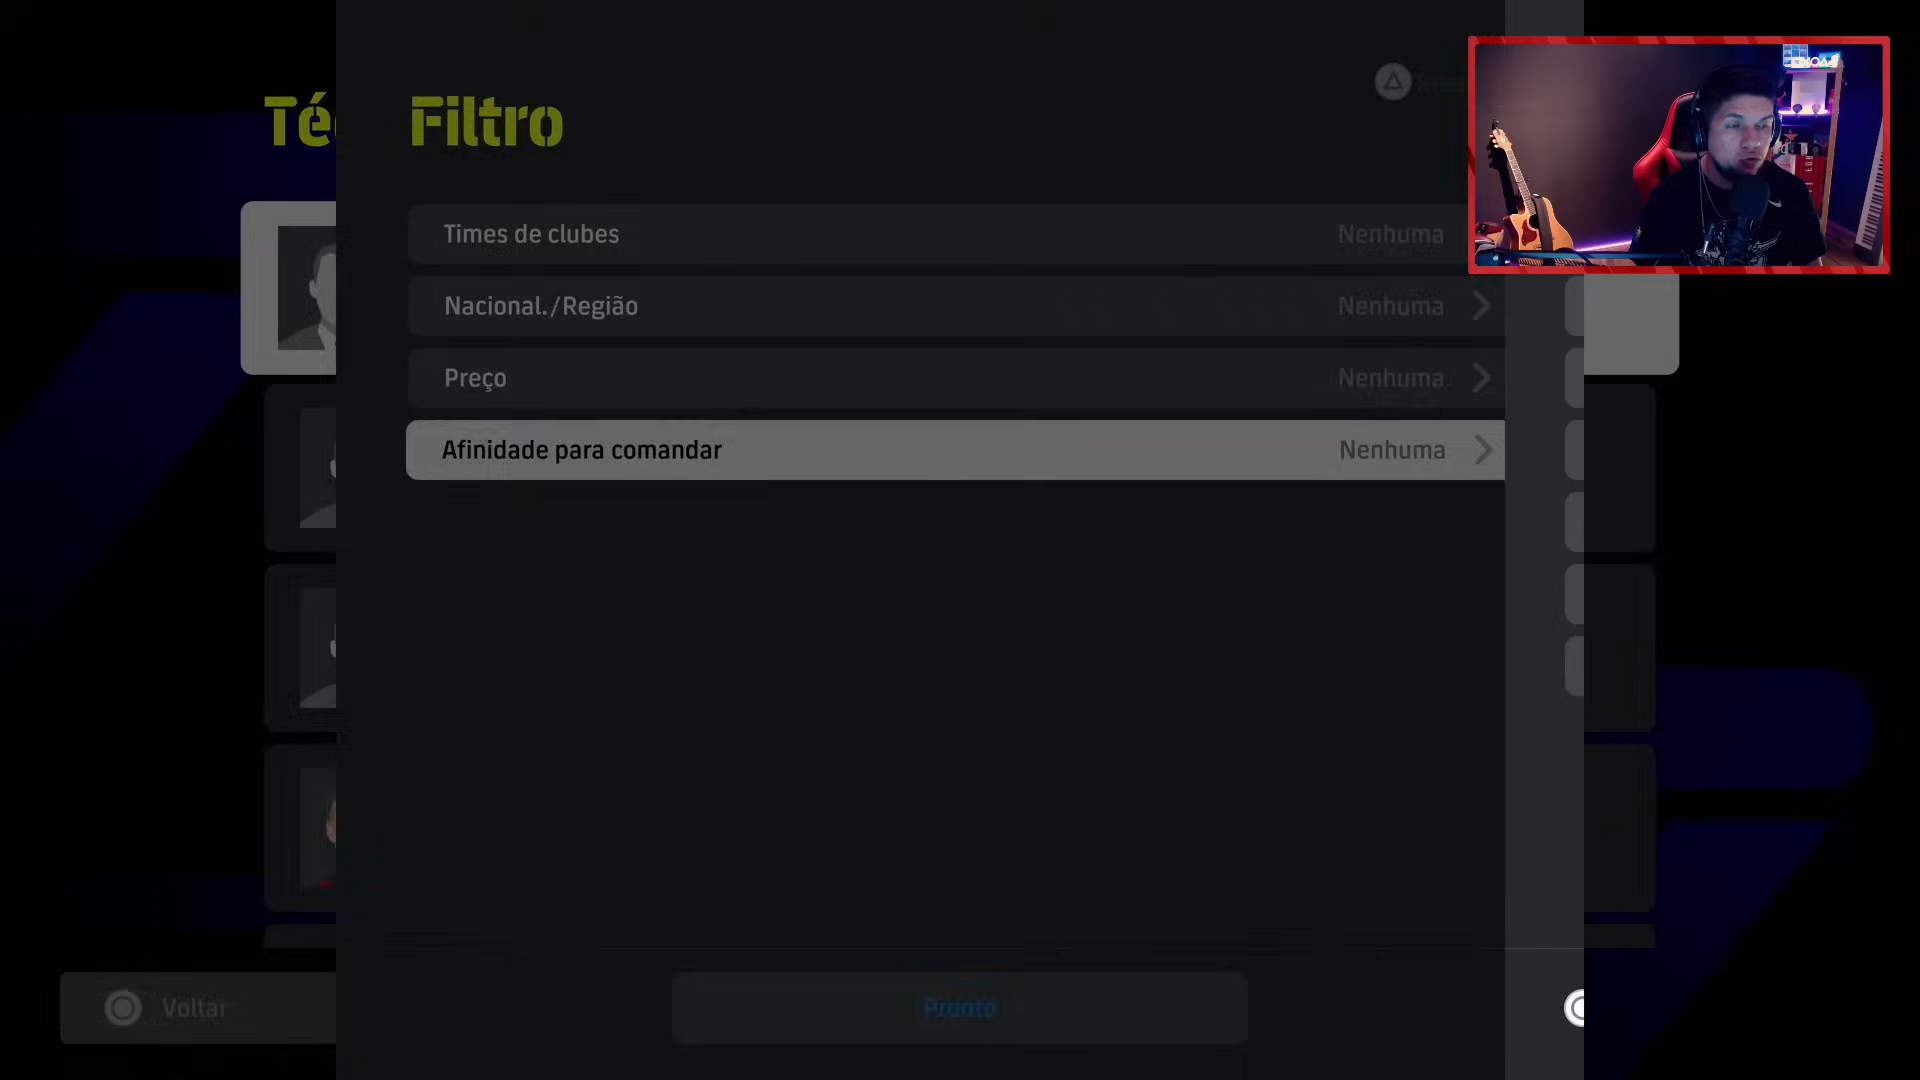 Té
Filtro
Times de clubes
Nenhuma
Nacional./Região
Nenhuma
Preço
Nenhuma
Afinidade para comandar
Nenhuma
Voltar
Pronto